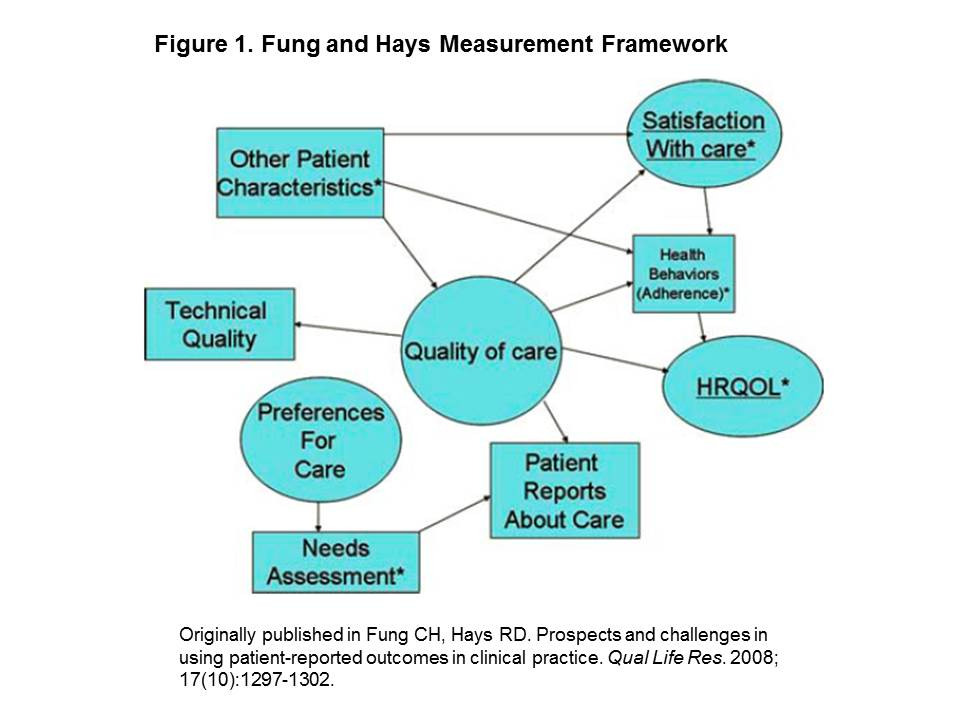 Figure 1. Fung and Hays Measurement Framework
Satisfaction
With care*
Other Patient
Characteristics*
Health
Behaviors
(Adherence)*
Technical
Quality
Quality of care
HRQOL*
Preferences
For
Care
Patient
Reports
About Care
Needs
Assessment*
Originally published in Fung CH, Hays RD. Prospects and challenges in
using patient-reported outcomes in clinical practice. Qual Life Res. 2008;
17(10):1297-1302.